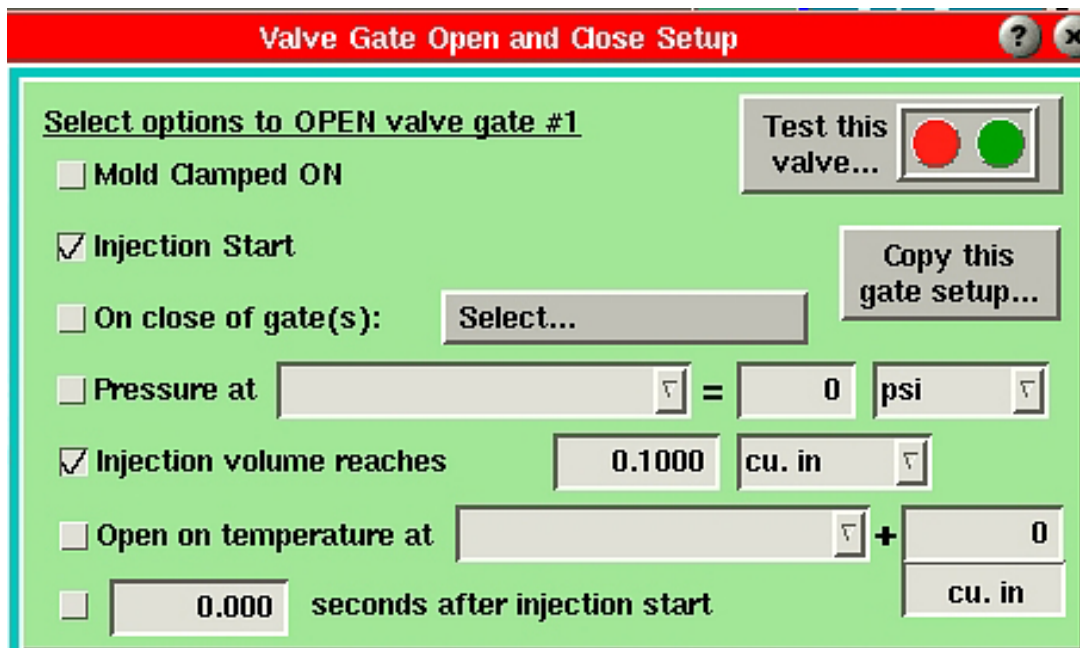 Valve Gate Open and Close Setup ? x
Select options to OPEN valve gate #1
Test this
valve...
Mold Clamped ON
Injection Start
Copy this
gate setup...
On close of gate(s): Select...
Pressure at = 0 psi
Injection volume reaches 0.1000 cu. in
Open on temperature at + 0
cu. in
0.000 seconds after injection start